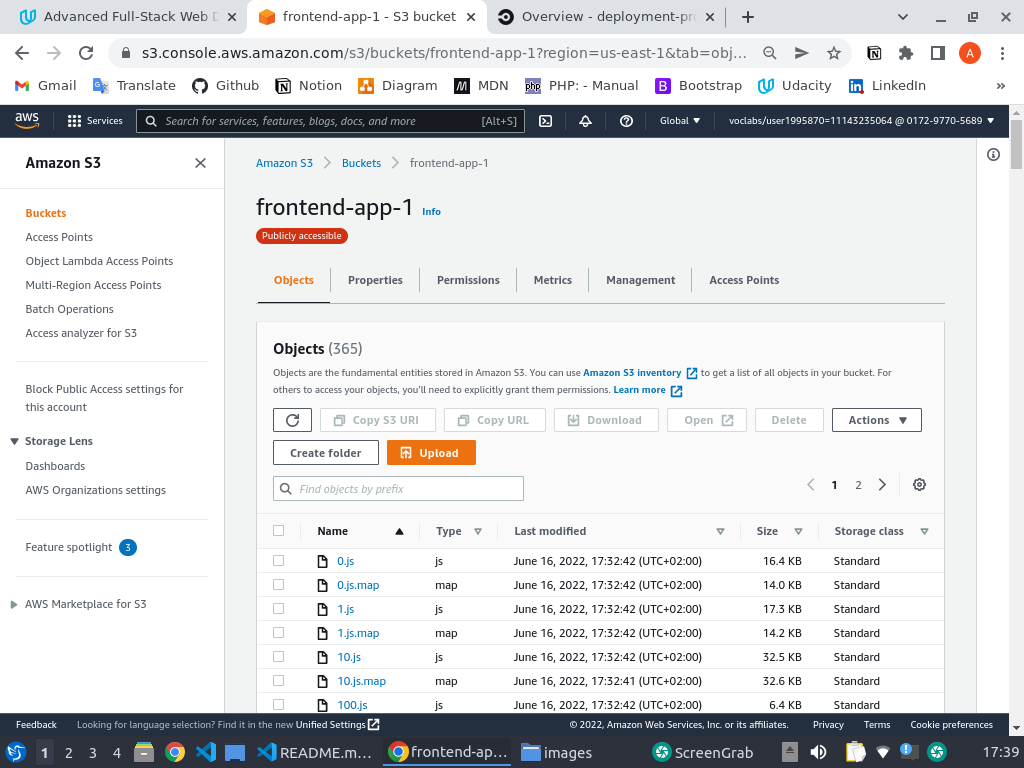 Advanced Full-Stack Web D
frontend-app-1 - S3 bucket
Overview - deployment-pro
s3.console.aws.amazon.com/s3/buckets/frontend-app-1?region=us-east-1&tab=obj...
A
Gmail
Translate
Github
Notion
Diagram
MDN
PHP: - Manual
Bootstrap
Udacity
LinkedIn
»
aws
Services
Search for services, features, blogs, docs, and more
[Alt+S]
Global
voclabs/user1995870=11143235064 @ 0172-9770-5689
Amazon S3
Buckets
Access Points
Object Lambda Access Points
Multi-Region Access Points
Batch Operations
Access analyzer for S3
Block Public Access settings for
this account
Storage Lens
Dashboards
AWS Organizations settings
Feature spotlight 3
AWS Marketplace for S3
Amazon S3 > Buckets > frontend-app-1
frontend-app-1 Info
Publicly accessible
Objects
Properties
Permissions
Metrics
Management
Access Points
Objects (365)
Objects are the fundamental entities stored in Amazon S3. You can use Amazon S3 inventory to get a list of all objects in your bucket. For
others to access your objects, you'll need to explicitly grant them permissions. Learn more
Copy S3 URI
Copy URL
Download
Open
Delete
Actions
Create folder
Upload
Find objects by prefix
1 2
Name Type Last modified Size Storage class
0.js js June 16, 2022, 17:32:42 (UTC+02:00) 16.4 KB Standard
0.js.map map June 16, 2022, 17:32:42 (UTC+02:00) 14.0 KB Standard
1.js js June 16, 2022, 17:32:42 (UTC+02:00) 17.3 KB Standard
1.js.map map June 16, 2022, 17:32:42 (UTC+02:00) 14.2 KB Standard
10.js js June 16, 2022, 17:32:42 (UTC+02:00) 32.5 KB Standard
10.js.map map June 16, 2022, 17:32:41 (UTC+02:00) 32.6 KB Standard
100.js js June 16, 2022, 17:32:42 (UTC+02:00) 6.4 KB Standard
Feedback
Looking for language selection? Find it in the new Unified Settings
© 2022, Amazon Web Services, Inc. or its affiliates.
Privacy
Terms
Cookie preferences
1 2 3 4
README.m...
frontend-ap...
images
ScreenGrab
17:39